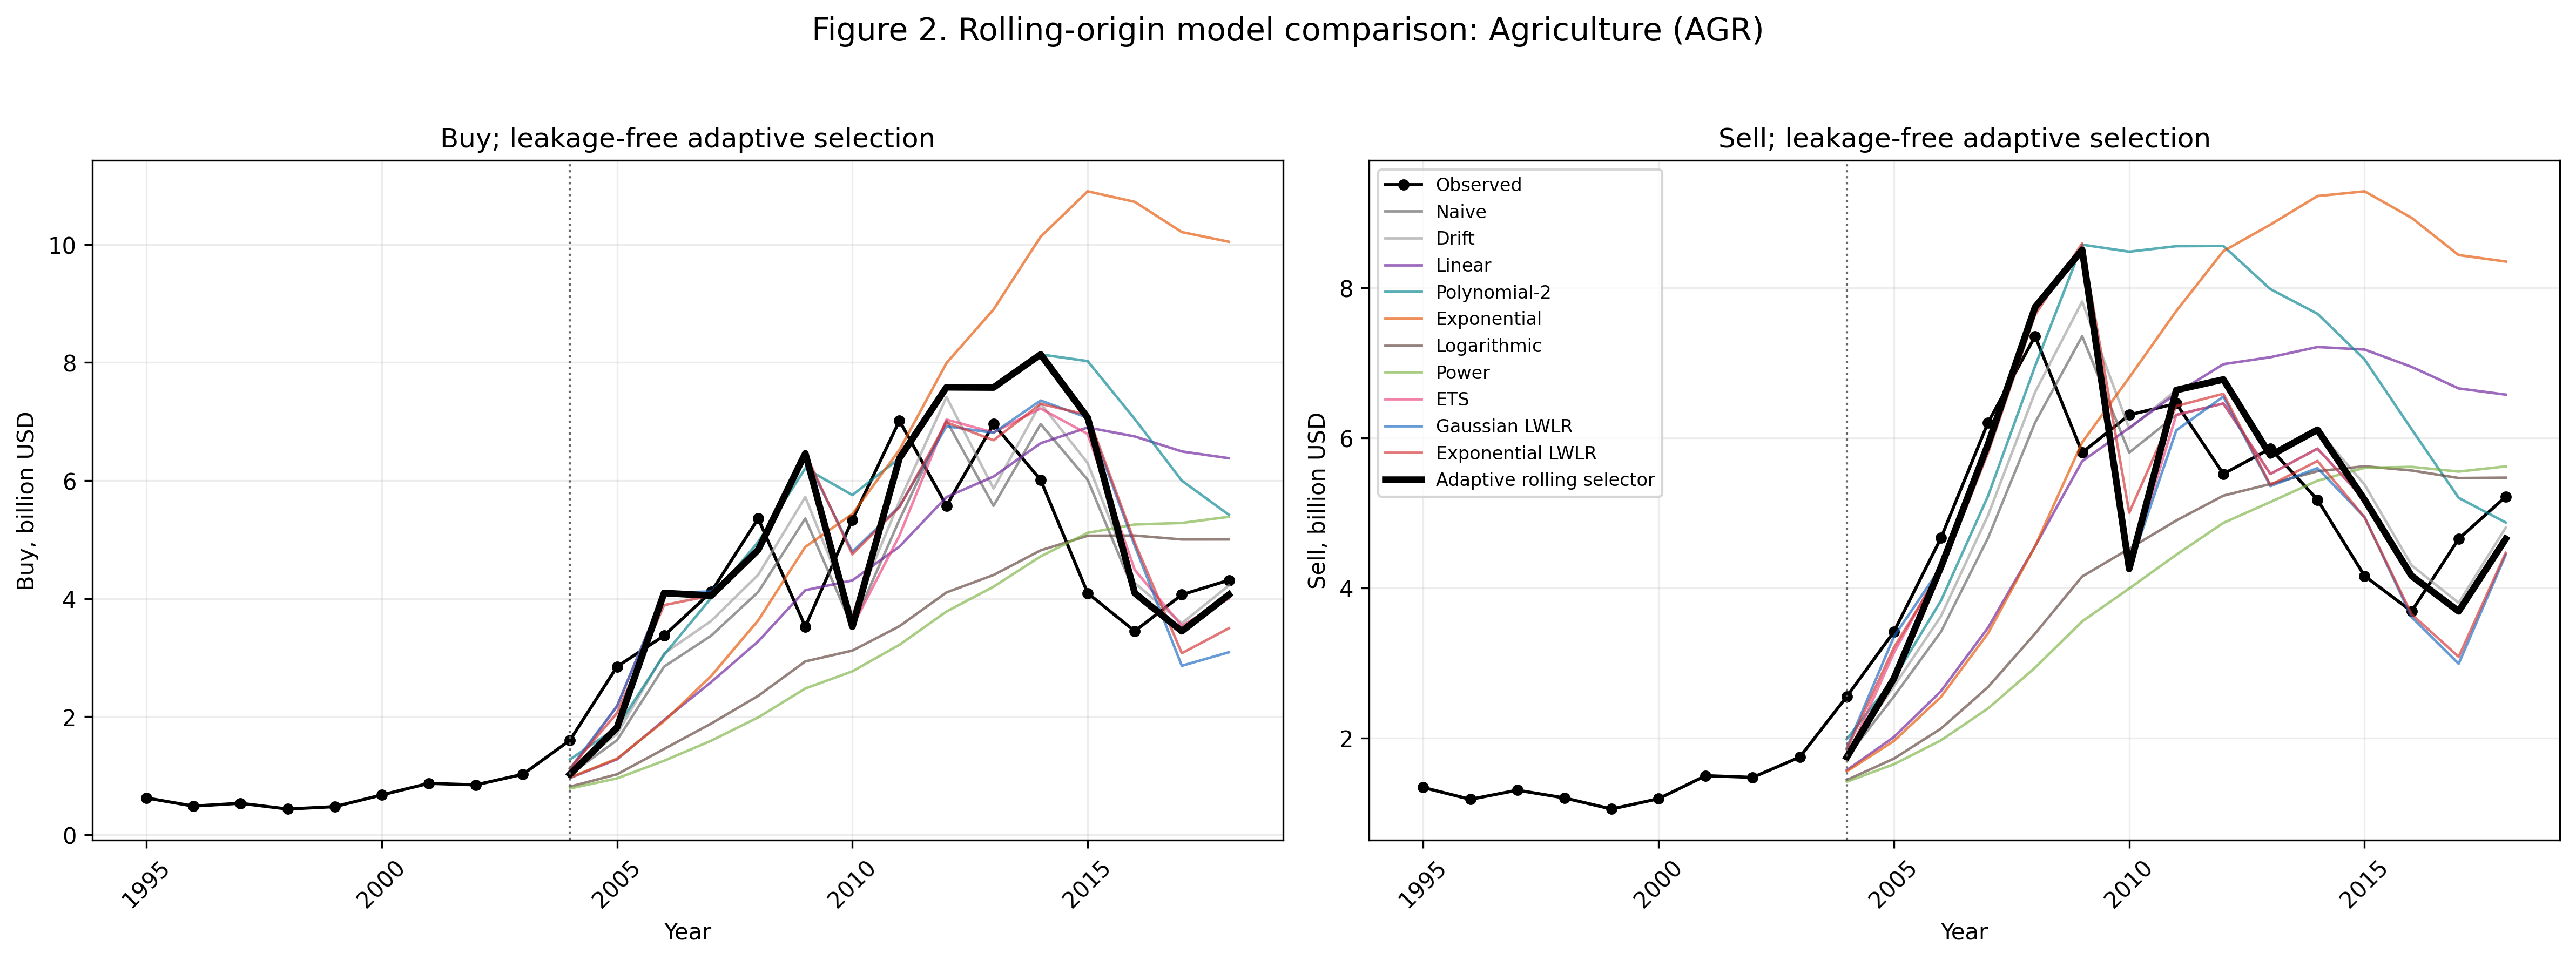 Figure 2. Rolling-origin model comparison: Agriculture (AGR)
Buy; leakage-free adaptive selection
Buy, billion USD
10
8
6
4
2
0
1995
2000
2005
2010
2015
Year
Sell; leakage-free adaptive selection
Sell, billion USD
8
6
4
2
Observed
Naive
Drift
Linear
Polynomial-2
Exponential
Logarithmic
Power
ETS
Gaussian LWLR
Exponential LWLR
Adaptive rolling selector
1995
2000
2005
2010
2015
Year